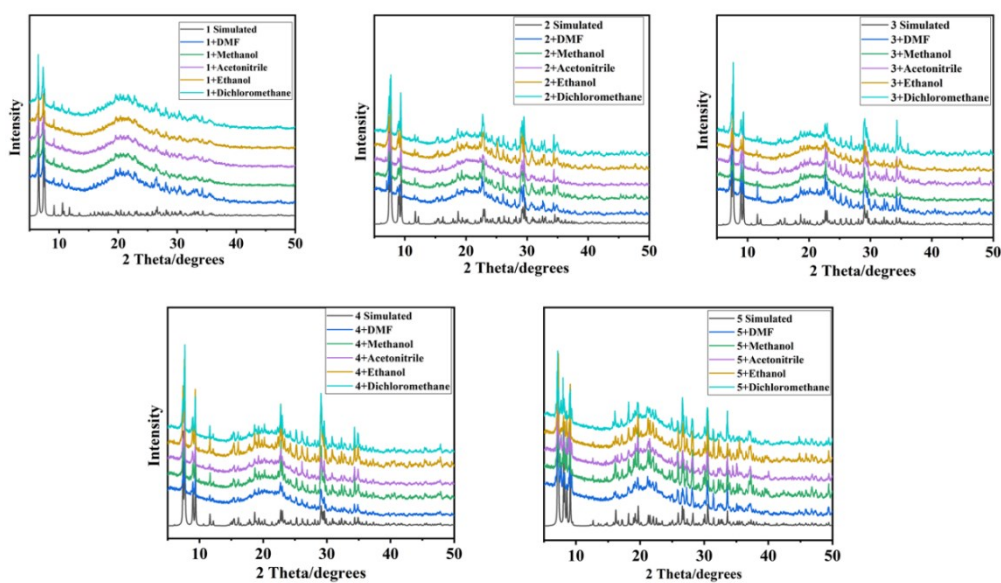 1 Simulated
1+DMF
1+Methanol
1+Acetonitrile
1+Ethanol
1+Dichloromethane
Intensity
10 20 30 40 50
2 Theta/degrees
2 Simulated
2+DMF
2+Methanol
2+Acetonitrile
2+Ethanol
2+Dichloromethane
Intensity
10 20 30 40 50
2 Theta/degrees
3 Simulated
3+DMF
3+Methanol
3+Acetonitrile
3+Ethanol
3+Dichloromethane
Intensity
10 20 30 40 50
2 Theta/degrees
4 Simulated
4+DMF
4+Methanol
4+Acetonitrile
4+Ethanol
4+Dichloromethane
Intensity
10 20 30 40 50
2 Theta/degrees
5 Simulated
5+DMF
5+Methanol
5+Acetonitrile
5+Ethanol
5+Dichloromethane
Intensity
10 20 30 40 50
2 Theta/degrees